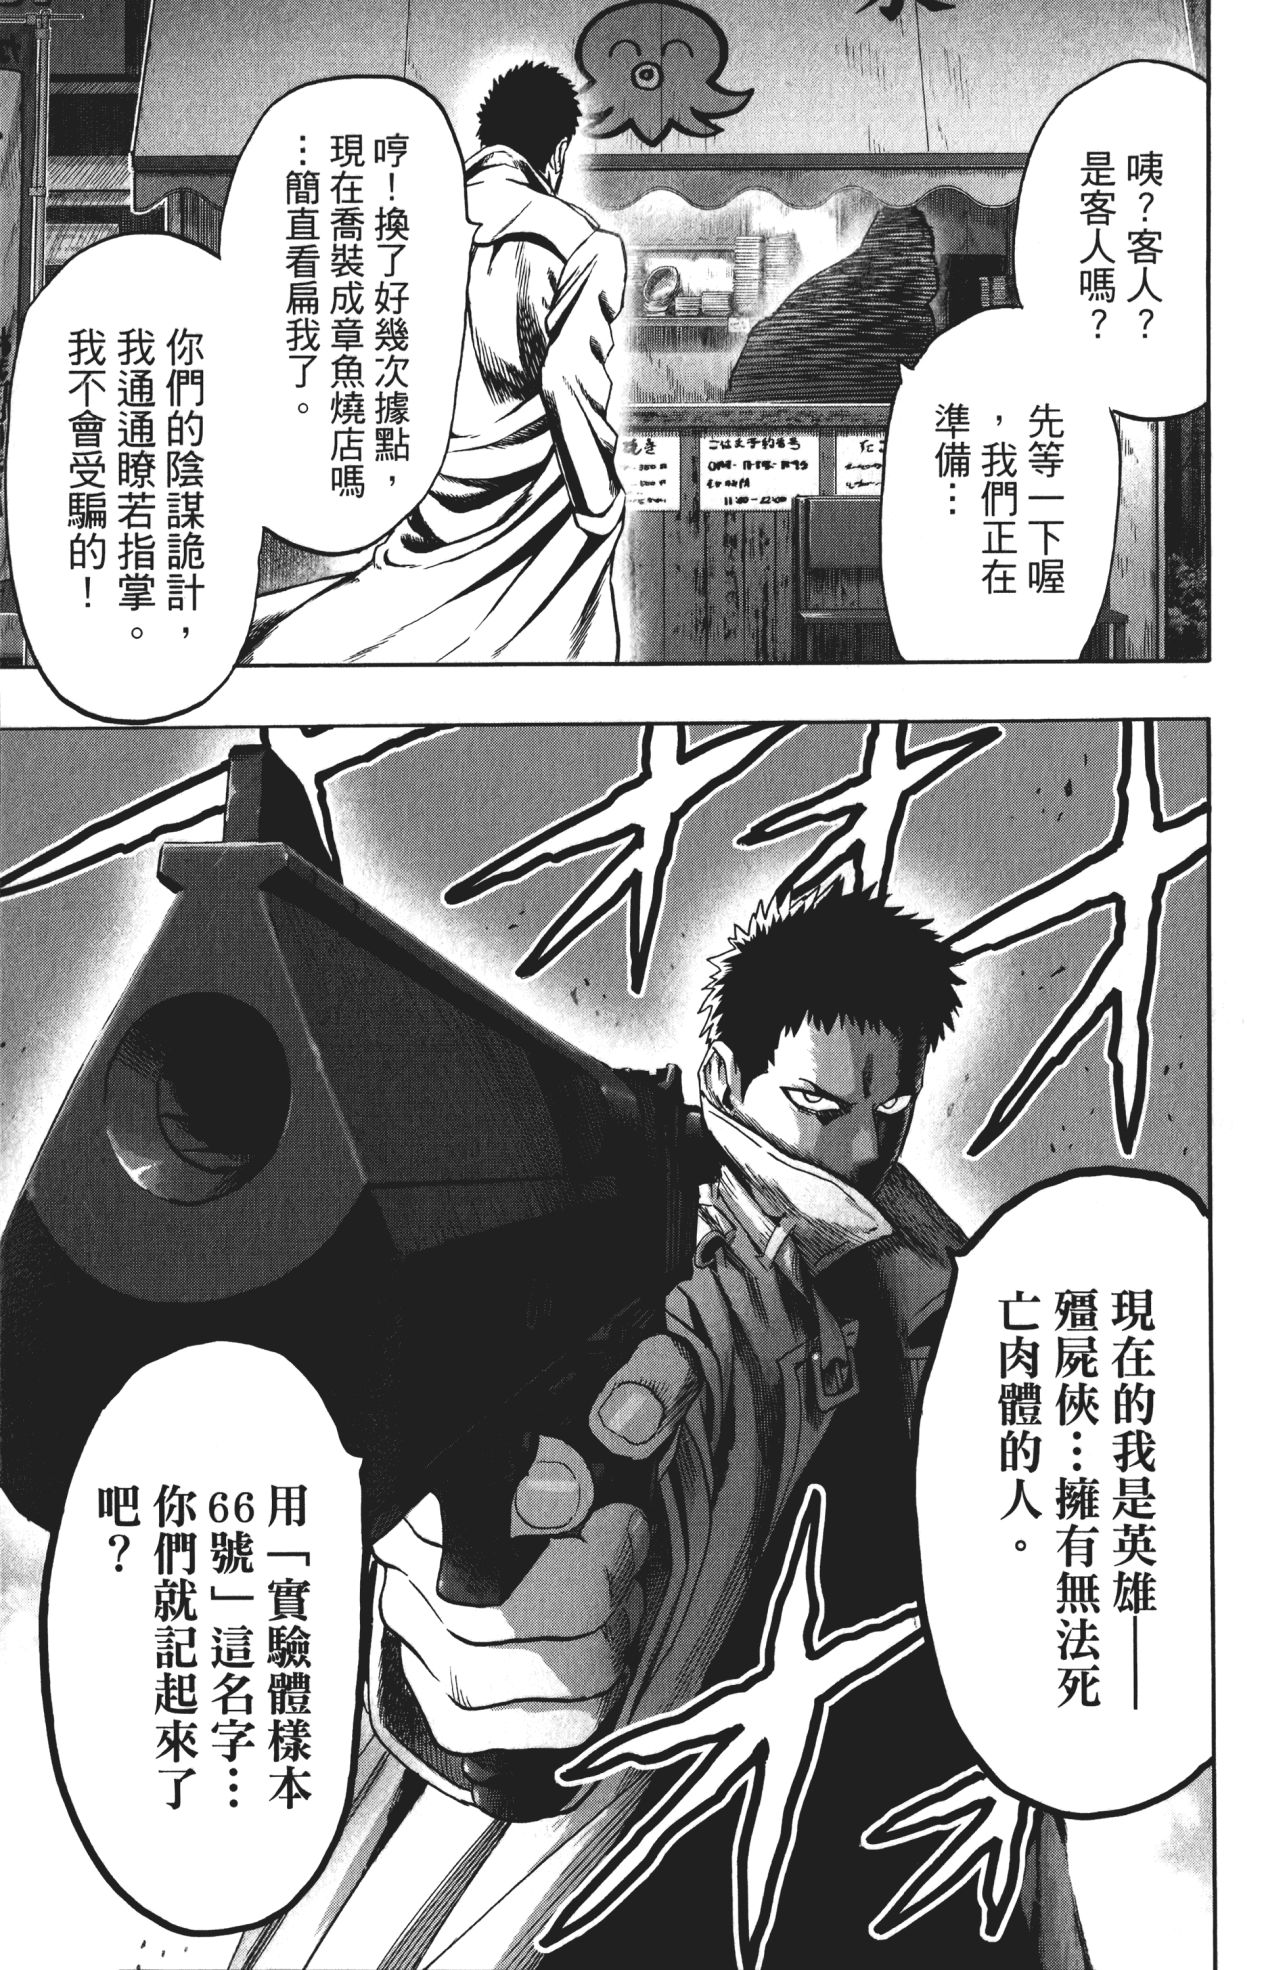 咦？客人？
是客人嗎？
先等一下喔
，我們正在
準備…
哼！換了好幾次據點，
現在喬裝成章魚燒店嗎
…簡直看扁我了。
你們的陰謀詭計，
我通通瞭若指掌。
我不會受騙的！
現在的我是英雄——
殭屍俠…擁有無法死
亡肉體的人。
用「實驗體樣本
66號」這名字…
你們就記起來了
吧？